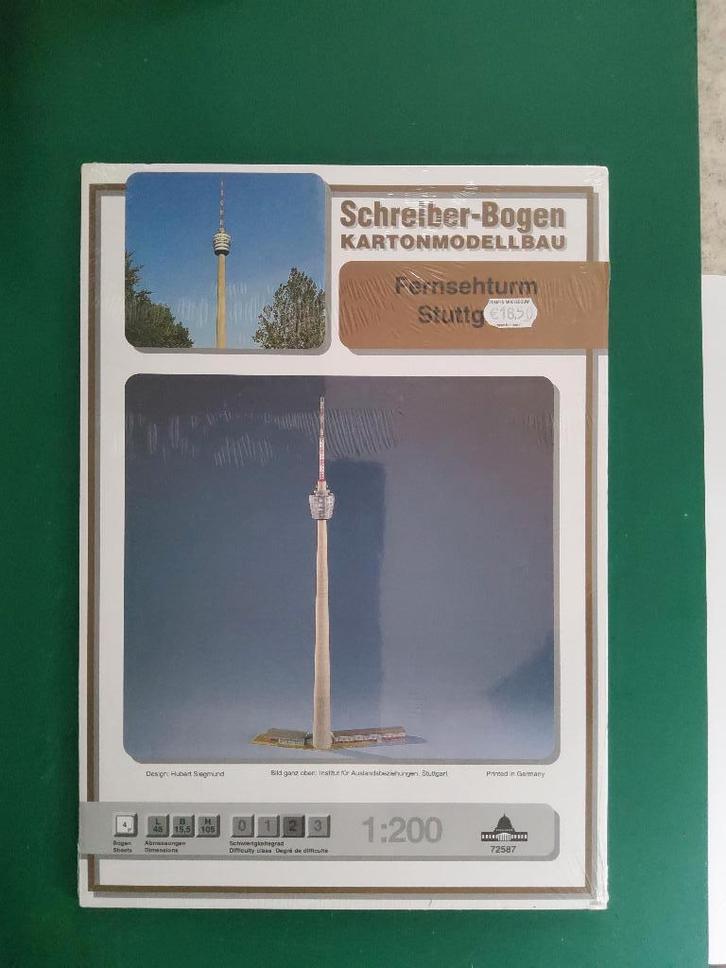 Schreiber-Bogen
KARTONMODELLBAU
Fernsehturm
Stuttg
€18,50
Design: Hubert Siegmund
Bild ganz oben: Institut für Auslandsbeziehungen, Stuttgart
Printed in Germany
4
L B H
48 15,5 105
0 1 2 3
1:200
Bogen
Sheets
Abmessungen
Dimensions
Schwierigkeitsgrad
Difficulty class Degré de difficulté
72587